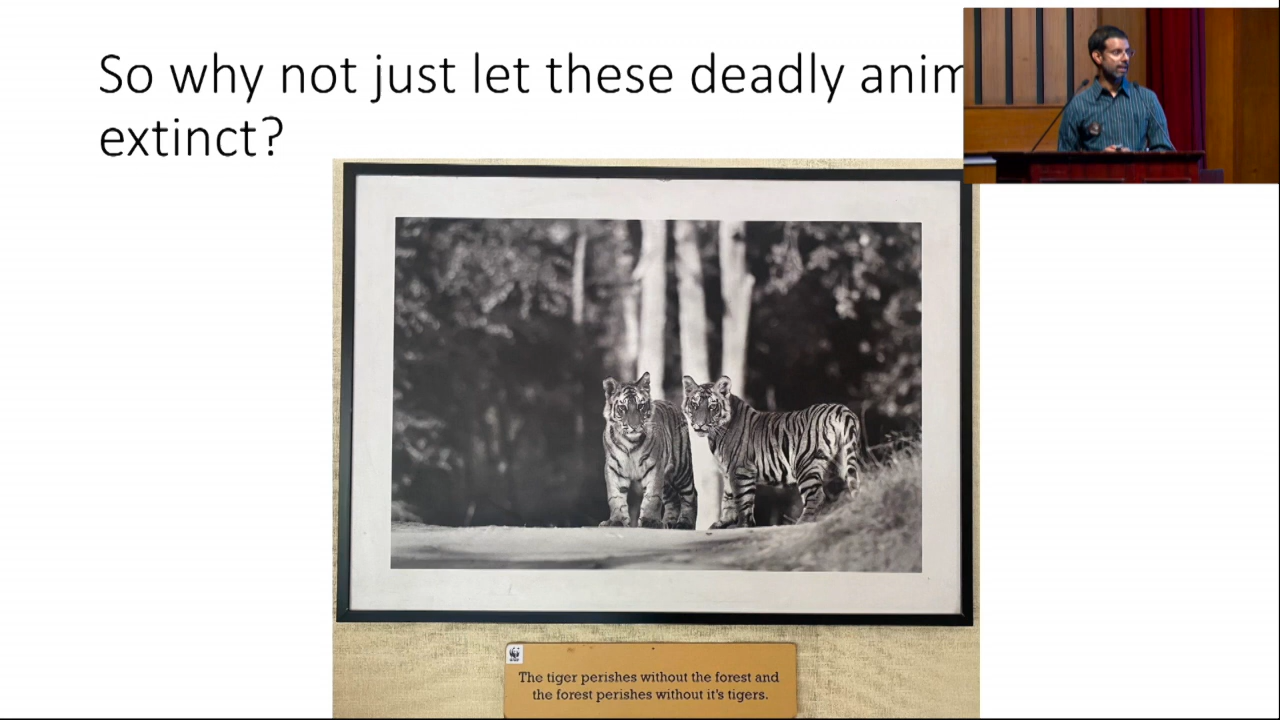 So why not just let these deadly anim
extinct?
The tiger perishes without the forest and
the forest perishes without it's tigers.